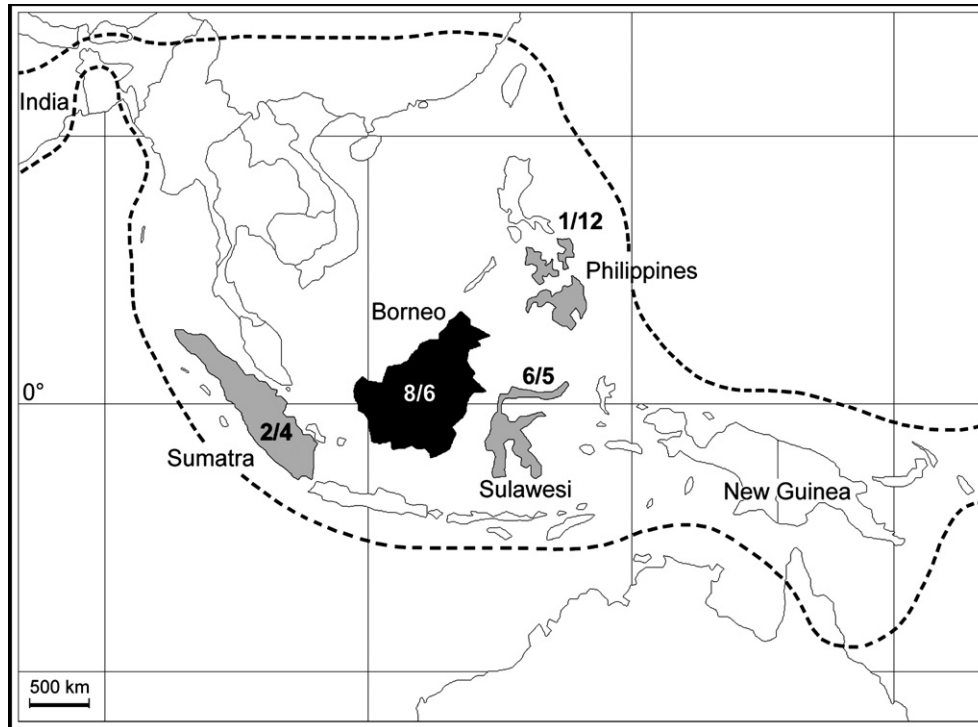 India
1/12
Philippines
Borneo
6/5
0°
8/6
2/4
Sumatra
Sulawesi
New Guinea
500 km